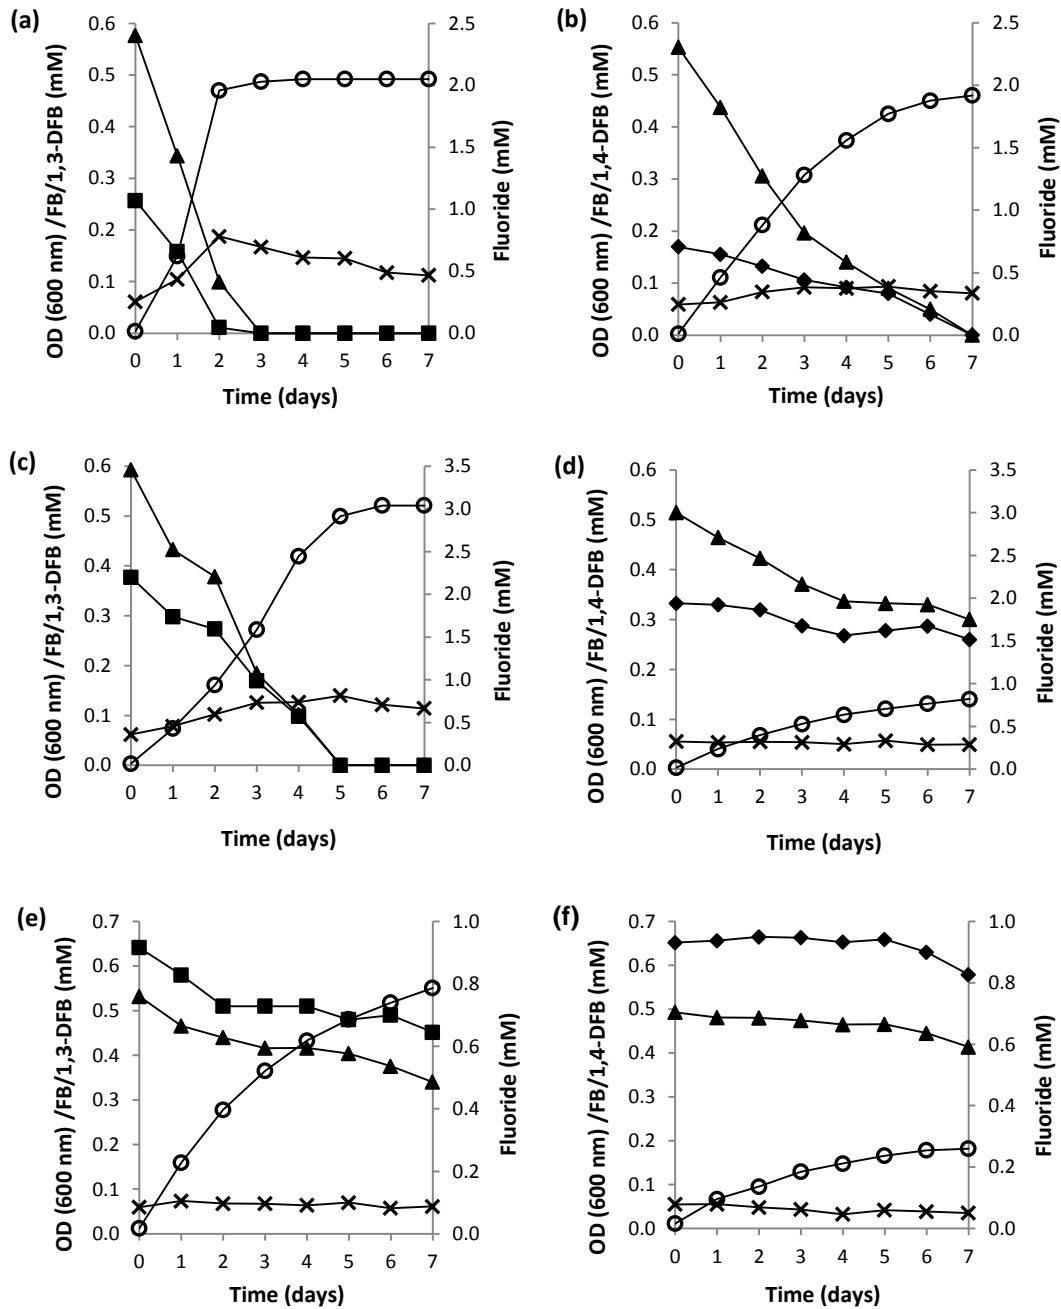 (a)
OD (600 nm) /FB/1,3-DFB (mM)
0.6
0.5
0.4
0.3
0.2
0.1
0.0
2.5
2.0
1.5
1.0
0.5
0.0
Fluoride (mM)
0 1 2 3 4 5 6 7
Time (days)
(b)
OD (600 nm) /FB/1,4-DFB (mM)
0.6
0.5
0.4
0.3
0.2
0.1
0.0
2.5
2.0
1.5
1.0
0.5
0.0
Fluoride (mM)
0 1 2 3 4 5 6 7
Time (days)
(c)
OD (600 nm) /FB/1,3-DFB (mM)
0.6
0.5
0.4
0.3
0.2
0.1
0.0
3.5
3.0
2.5
2.0
1.5
1.0
0.5
0.0
Fluoride (mM)
0 1 2 3 4 5 6 7
Time (days)
(d)
OD (600 nm) /FB/1,4-DFB (mM)
0.6
0.5
0.4
0.3
0.2
0.1
0.0
3.5
3.0
2.5
2.0
1.5
1.0
0.5
0.0
Fluoride (mM)
0 1 2 3 4 5 6 7
Time (days)
(e)
OD (600 nm) /FB/1,3-DFB (mM)
0.7
0.6
0.5
0.4
0.3
0.2
0.1
0.0
1.0
0.8
0.6
0.4
0.2
0.0
Fluoride (mM)
0 1 2 3 4 5 6 7
Time (days)
(f)
OD (600 nm) /FB/1,4-DFB (mM)
0.7
0.6
0.5
0.4
0.3
0.2
0.1
0.0
1.0
0.8
0.6
0.4
0.2
0.0
Fluoride (mM)
0 1 2 3 4 5 6 7
Time (days)